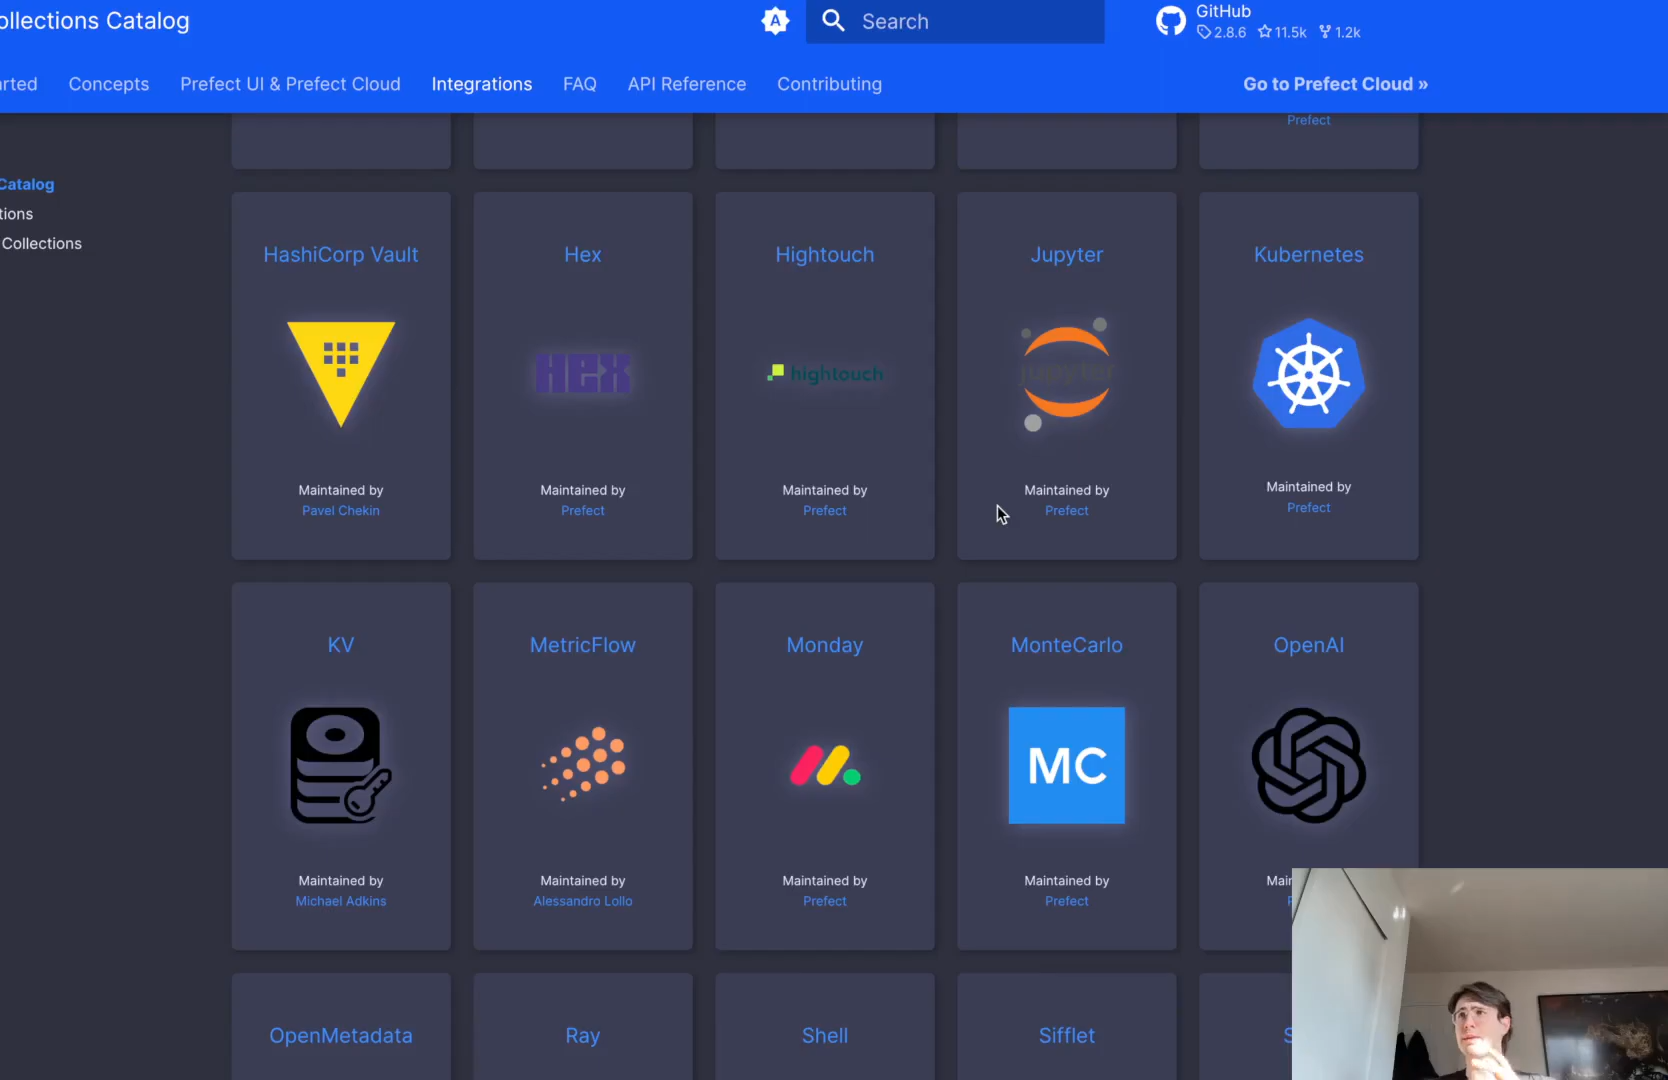 ollections Catalog
A
Search
GitHub
2.8.6 11.5k 1.2k
arted
Concepts
Prefect UI & Prefect Cloud
Integrations
FAQ
API Reference
Contributing
Go to Prefect Cloud »
Prefect
Catalog
tions
Collections
HashiCorp Vault
Maintained by
Pavel Chekin
Hex
HEX
Maintained by
Prefect
Hightouch
hightouch
Maintained by
Prefect
Jupyter
jupyter
Maintained by
Prefect
Kubernetes
Maintained by
Prefect
KV
Maintained by
Michael Adkins
MetricFlow
Maintained by
Alessandro Lollo
Monday
Maintained by
Prefect
MonteCarlo
MC
Maintained by
Prefect
OpenAI
Mai
OpenMetadata
Ray
Shell
Sifflet
S